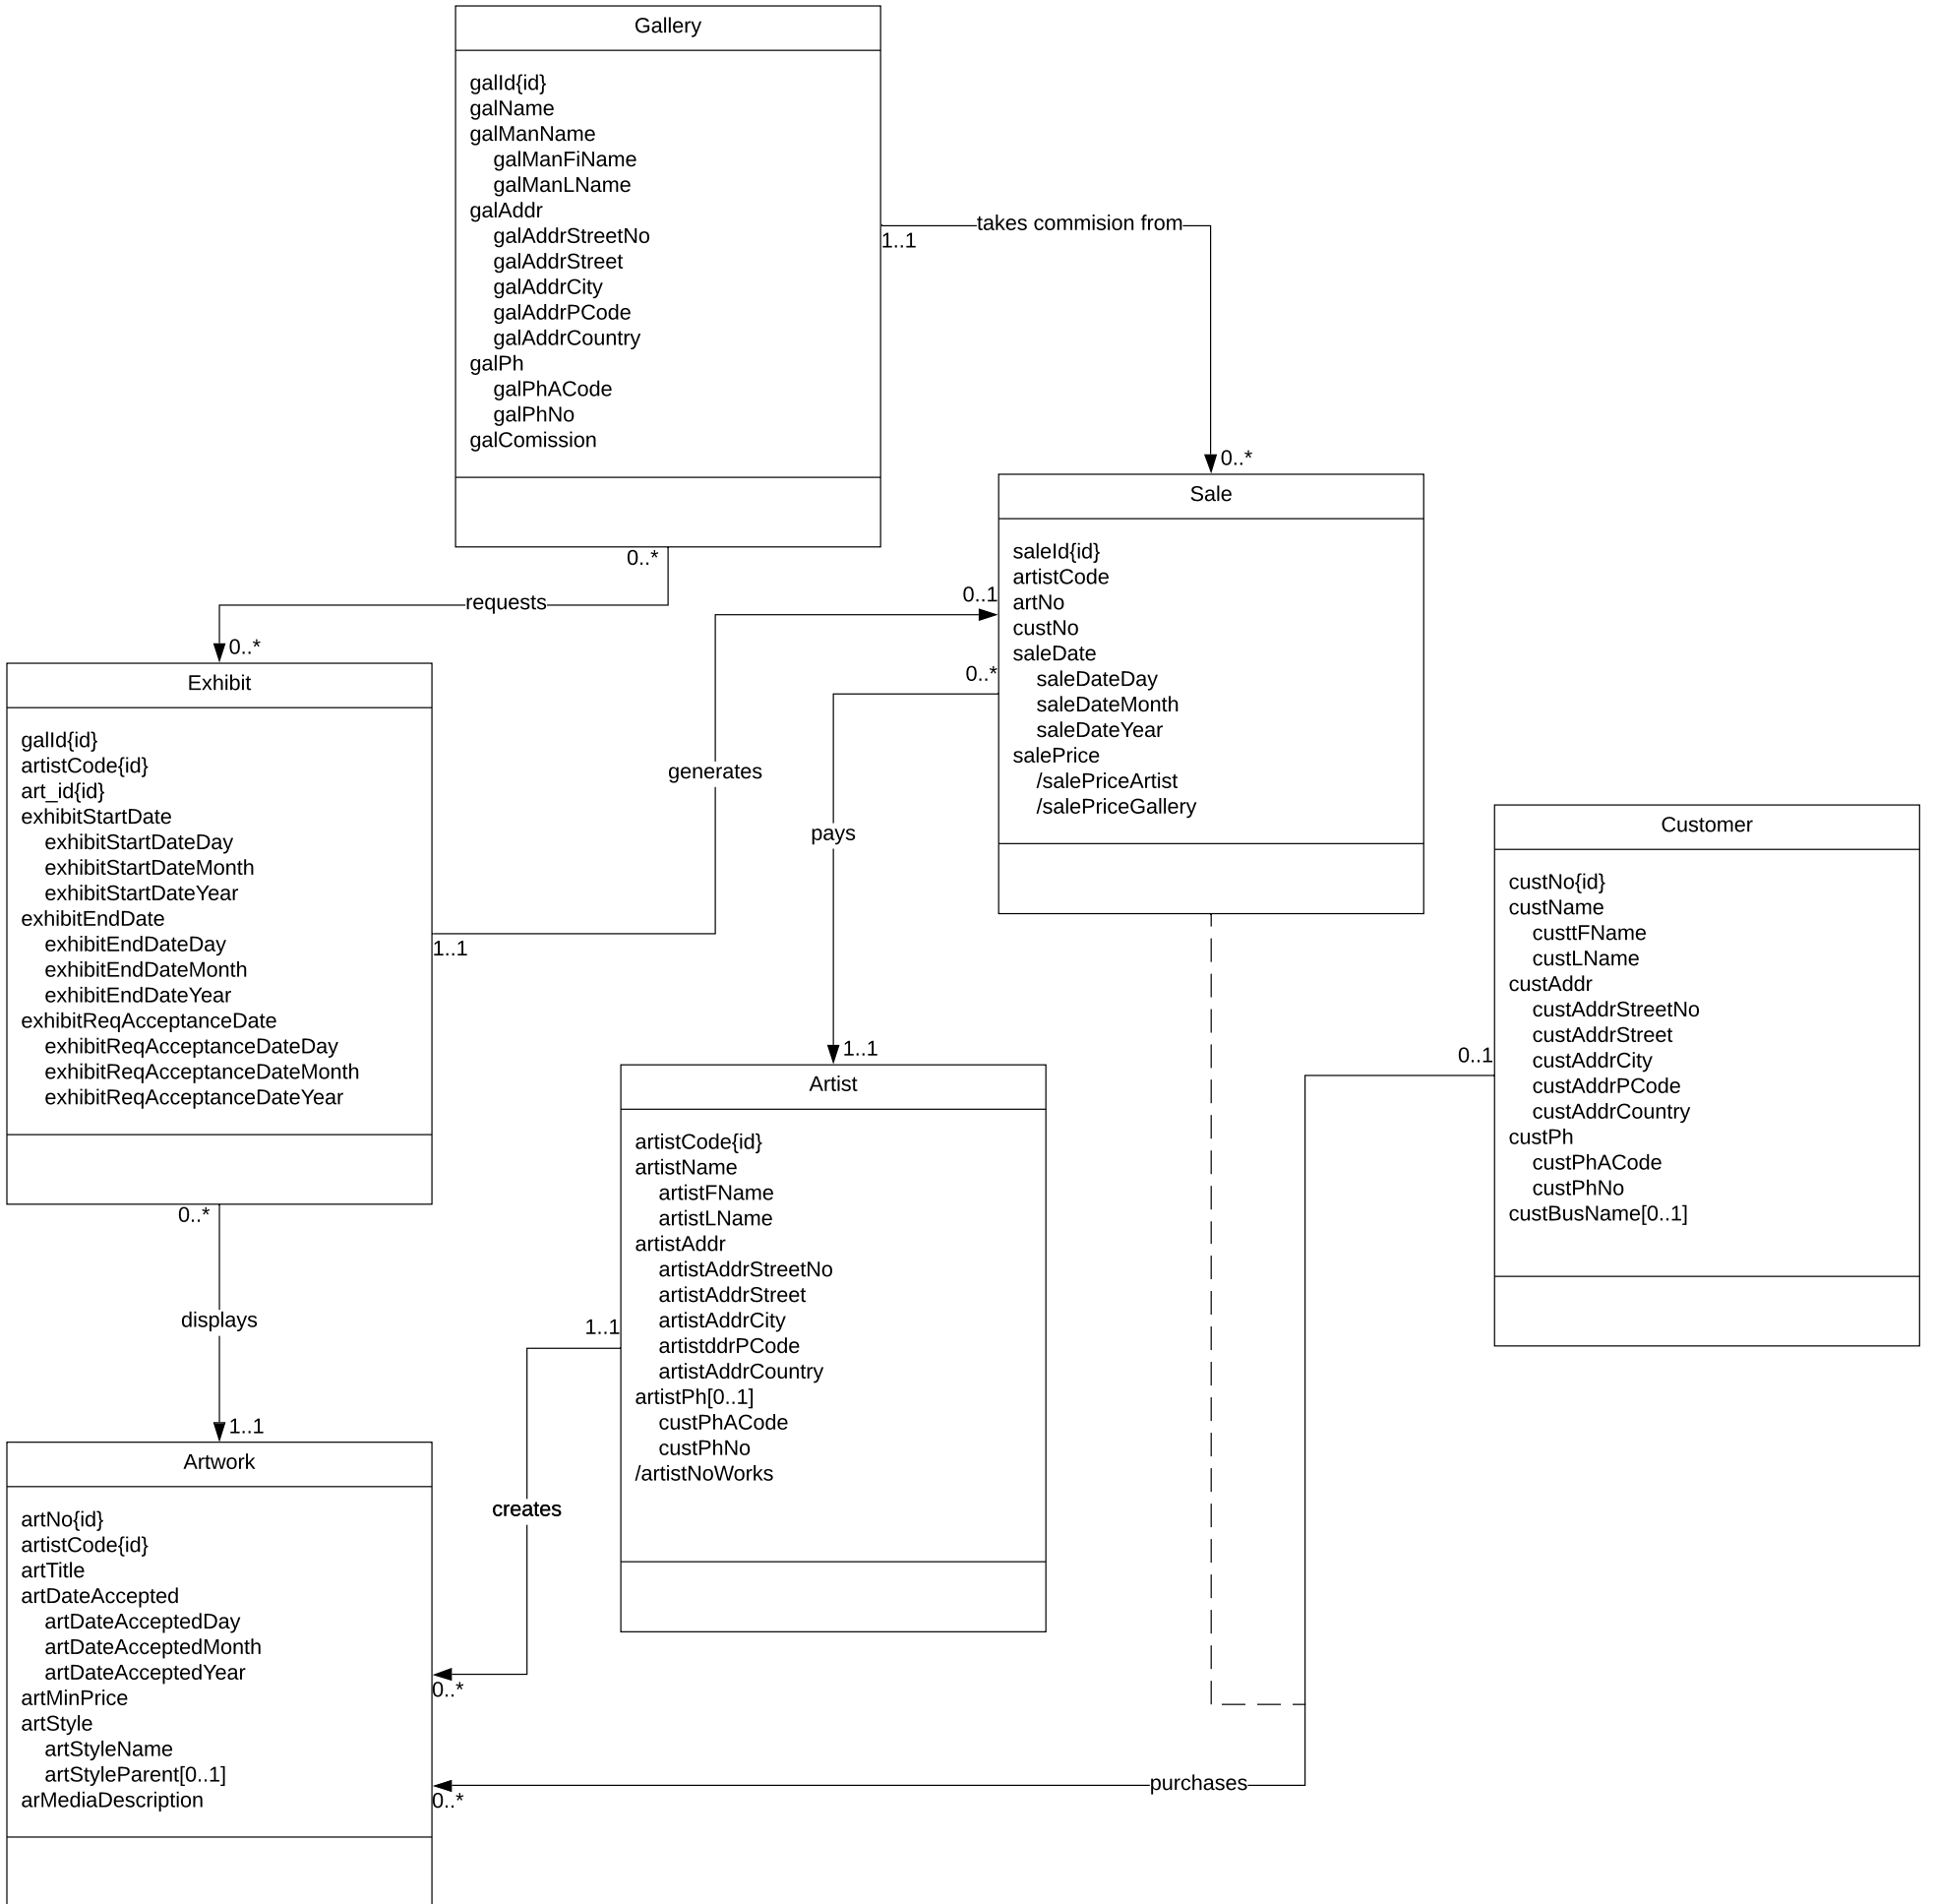 Gallery
galId{id}
galName
galManName
galManFiName
galManLName
galAddr
galAddrStreetNo
galAddrStreet
galAddrCity
galAddrPCode
galAddrCountry
galPh
galPhACode
galPhNo
galComission
takes commision from
1..1
0..*
Sale
saleId{id}
artistCode
artNo
custNo
saleDate
saleDateDay
saleDateMonth
saleDateYear
salePrice
/salePriceArtist
/salePriceGallery
0..*
requests
0..*
0..1
0..*
Exhibit
galId{id}
artistCode{id}
art_id{id}
exhibitStartDate
exhibitStartDateDay
exhibitStartDateMonth
exhibitStartDateYear
exhibitEndDate
exhibitEndDateDay
exhibitEndDateMonth
exhibitEndDateYear
exhibitReqAcceptanceDate
exhibitReqAcceptanceDateDay
exhibitReqAcceptanceDateMonth
exhibitReqAcceptanceDateYear
generates
1..1
pays
1..1
Customer
custNo{id}
custName
custtFName
custLName
custAddr
custAddrStreetNo
custAddrStreet
custAddrCity
custAddrPCode
custAddrCountry
custPh
custPhACode
custPhNo
custBusName[0..1]
0..1
Artist
artistCode{id}
artistName
artistFName
artistLName
artistAddr
artistAddrStreetNo
artistAddrStreet
artistAddrCity
artistddrPCode
artistAddrCountry
artistPh[0..1]
custPhACode
custPhNo
/artistNoWorks
0..*
displays
1..1
1..1
creates
0..*
Artwork
artNo{id}
artistCode{id}
artTitle
artDateAccepted
artDateAcceptedDay
artDateAcceptedMonth
artDateAcceptedYear
artMinPrice
artStyle
artStyleName
artStyleParent[0..1]
arMediaDescription
purchases
0..*